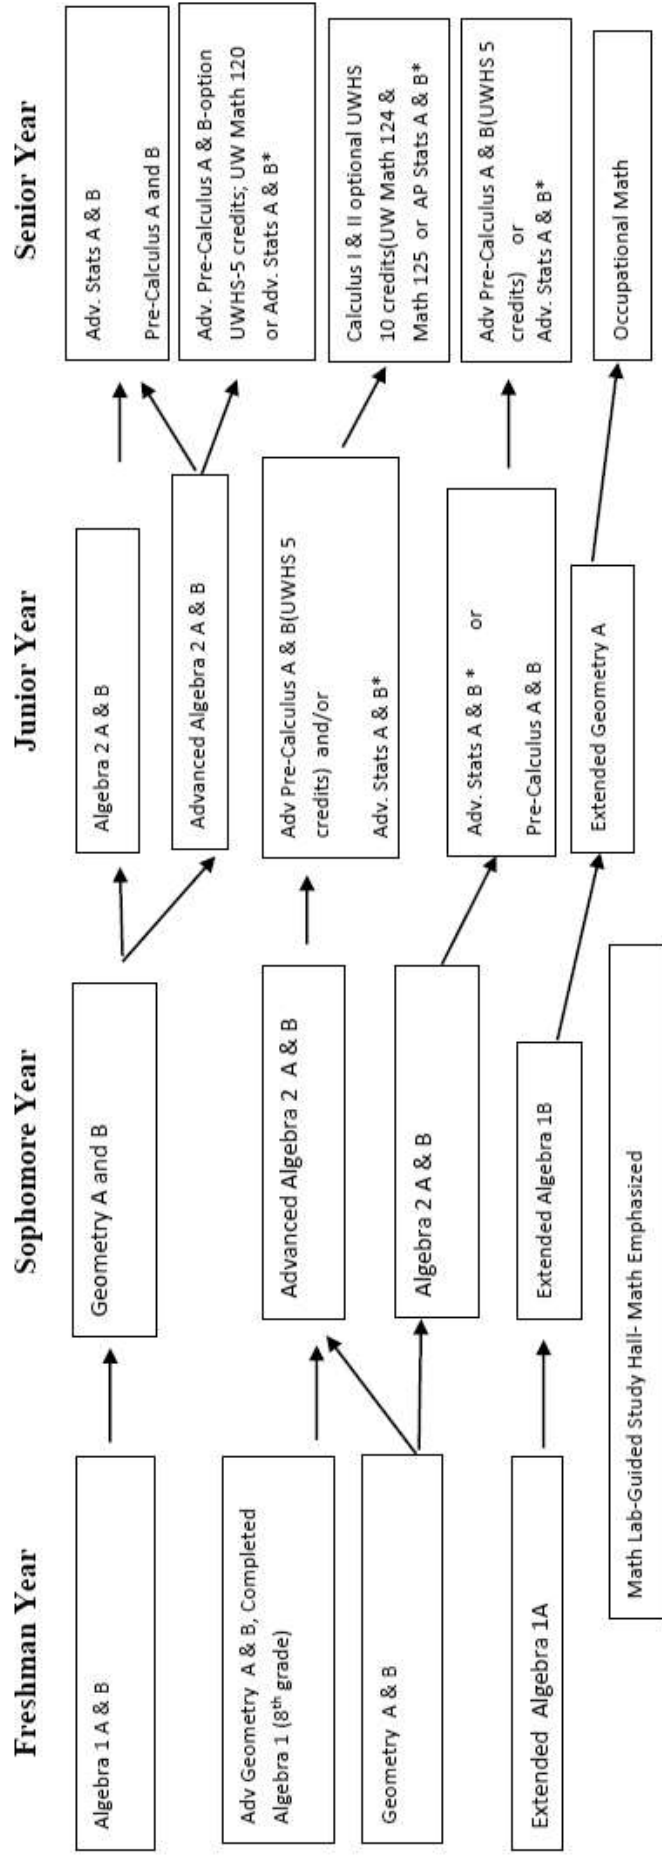 Freshman Year
Sophomore Year
Junior Year
Senior Year
Algebra 1 A & B
Adv Geometry A & B, Completed
Algebra 1 (8th grade)
Geometry A & B
Extended Algebra 1A
Geometry A and B
Advanced Algebra 2 A & B
Algebra 2 A & B
Extended Algebra 1B
Math Lab-Guided Study Hall- Math Emphasized
Algebra 2 A & B
Advanced Algebra 2 A & B
Adv Pre-Calculus A & B(UWHS 5
credits) and/or
Adv. Stats A & B*
Adv. Stats A & B * or
Pre-Calculus A & B
Extended Geometry A
Adv. Stats A & B
Pre-Calculus A and B
Adv. Pre-Calculus A & B-option
UWHS-5 credits; UW Math 120
or Adv. Stats A & B*
Calculus I & II optional UWHS
10 credits(UW Math 124 &
Math 125 or AP Stats A & B*
Adv Pre-Calculus A & B(UWHS 5
credits) or
Adv. Stats A & B*
Occupational Math